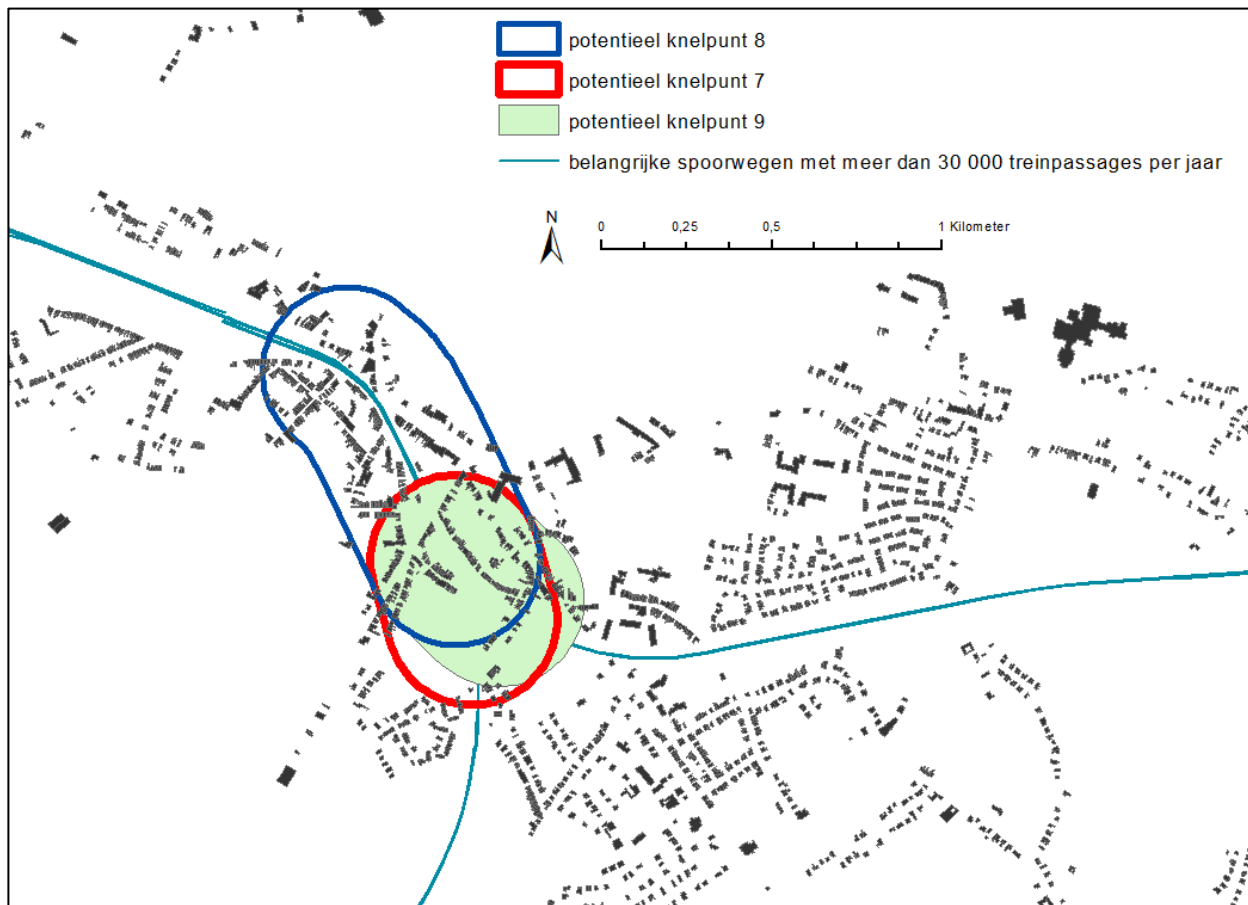 potentieel knelpunt 8
potentieel knelpunt 7
potentieel knelpunt 9
belangrijke spoorwegen met meer dan 30 000 treinpassages per jaar
N
0 0,25 0,5 1 Kilometer